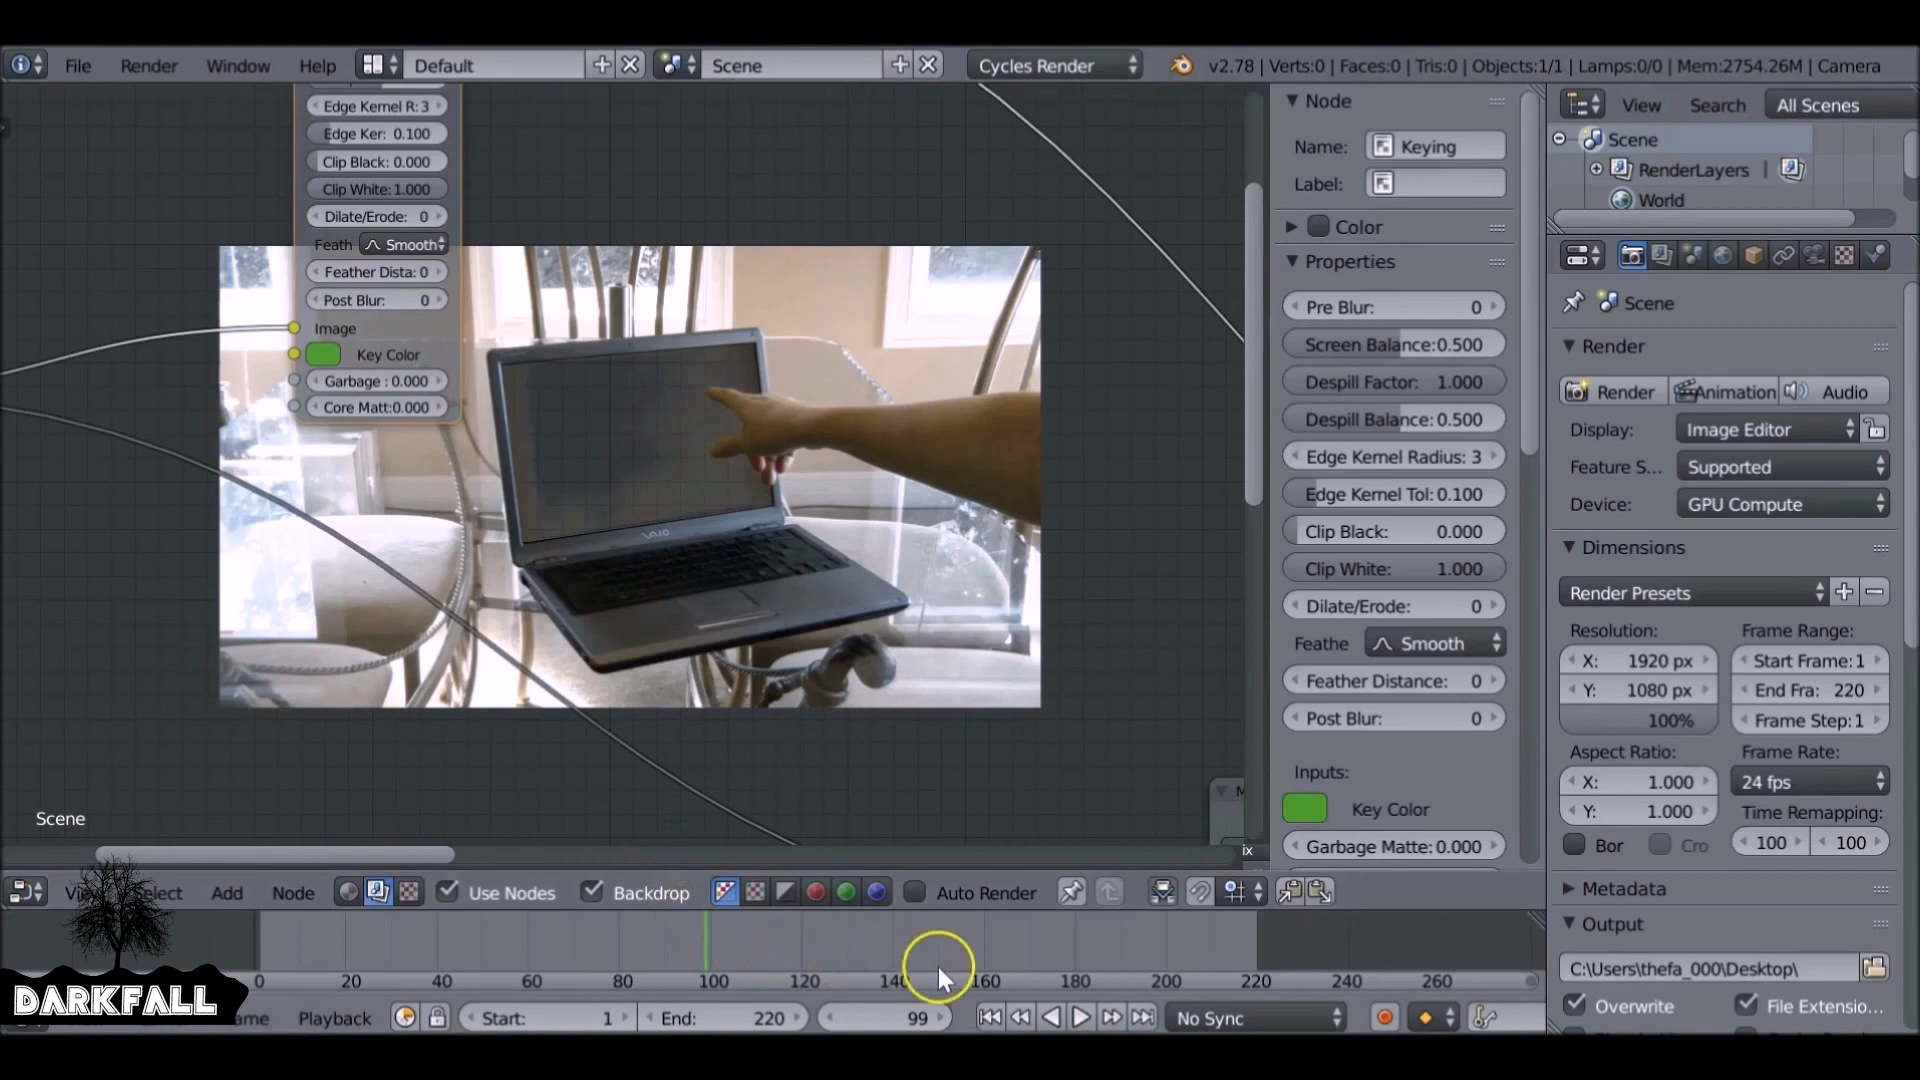 File Render Window Help Default Scene Cycles Render v2.78 | Verts:0 | Faces:0 | Tris:0 | Objects:1/1 | Lamps:0/0 | Mem:2754.26M | Camera
Edge Kernel R: 3
Edge Ker: 0.100
Clip Black: 0.000
Clip White: 1.000
Dilate/Erode: 0
Feath Smooth
Feather Dista: 0
Post Blur: 0
Image
Key Color
Garbage : 0.000
Core Matt:0.000
VAIO
Scene
Node
Name: Keying
Label:
Color
Properties
Pre Blur: 0
Screen Balance:0.500
Despill Factor: 1.000
Despill Balance:0.500
Edge Kernel Radius: 3
Edge Kernel Tol:0.100
Clip Black: 0.000
Clip White: 1.000
Dilate/Erode: 0
Feathe Smooth
Feather Distance: 0
Post Blur: 0
Inputs:
Key Color
Garbage Matte:0.000
View Search All Scenes
Scene
RenderLayers
World
Scene
Render
Render Animation Audio
Display: Image Editor
Feature S... Supported
Device: GPU Compute
Dimensions
Render Presets
Resolution: Frame Range:
X: 1920 px Start Frame:1
Y: 1080 px End Fra: 220
100% Frame Step:1
Aspect Ratio: Frame Rate:
X: 1.000 24 fps
Y: 1.000 Time Remapping:
Bor Cro 100 100
Metadata
Output
C:\Users\thefa_000\Desktop\
Overwrite File Extensio...
ix
Add Node Use Nodes Backdrop Auto Render
0 20 40 60 80 100 120 140 160 180 200 220 240 260
Playback Start: 1 End: 220 99 No Sync
DARKFALL